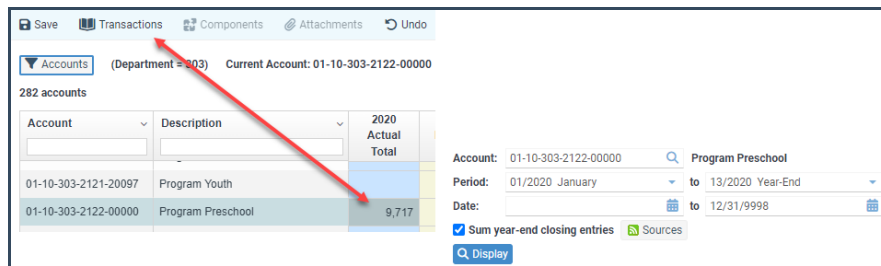 Save Transactions Components Attachments Undo
Accounts (Department = 303) Current Account: 01-10-303-2122-00000
282 accounts
Account Description 2020 Actual Total
01-10-303-2121-20097 Program Youth
01-10-303-2122-00000 Program Preschool 9,717
Account: 01-10-303-2122-00000 Program Preschool
Period: 01/2020 January to 13/2020 Year-End
Date: to 12/31/9998
Sum year-end closing entries Sources
Display